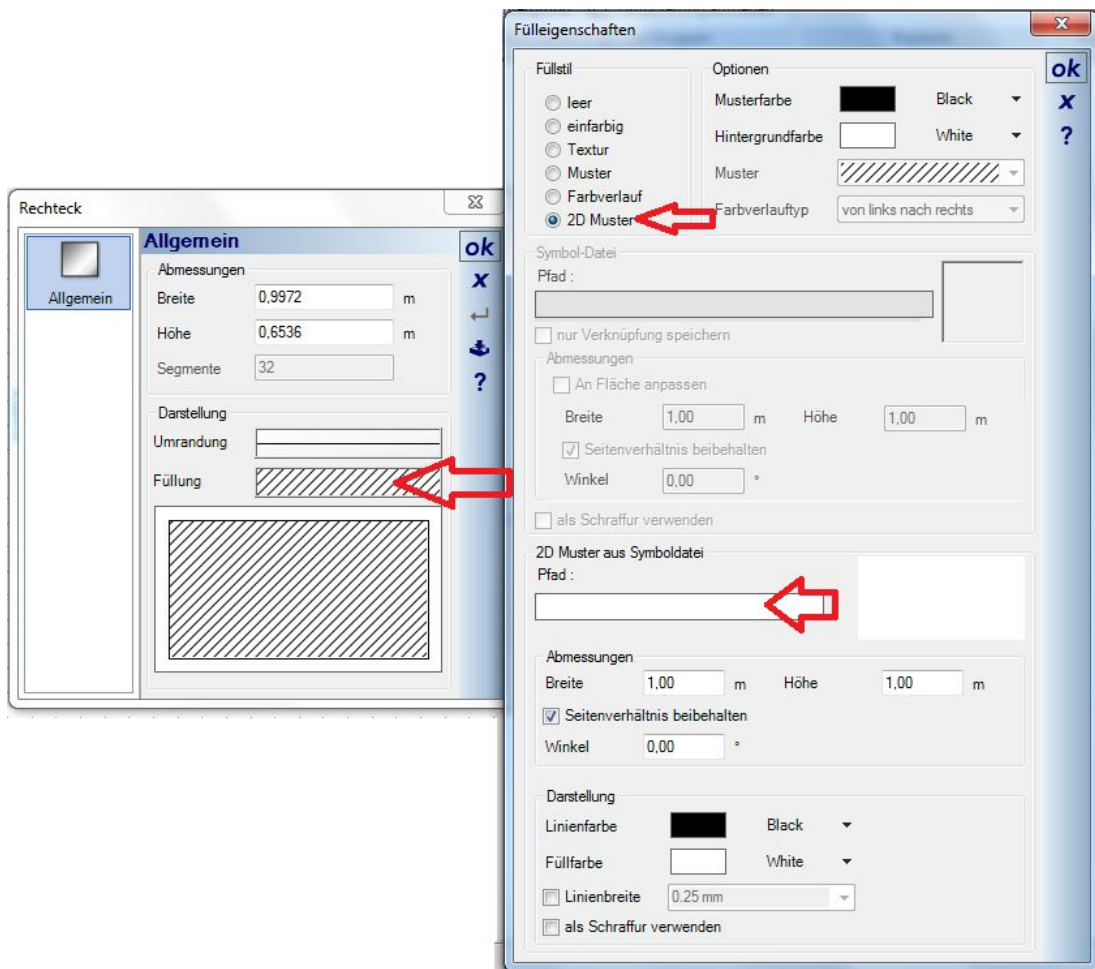 Rechteck
Allgemein
Allgemein
Abmessungen
Breite 0,9972 m
Höhe 0,6536 m
Segmente 32
Darstellung
Umrandung
Füllung
ok
x
?
Fülleigenschaften
x
Füllstil
leer
einfarbig
Textur
Muster
Farbverlauf
2D Muster
Optionen
Musterfarbe Black
Hintergrundfarbe White
Muster
Farbverlauftyp von links nach rechts
ok
x
?
Symbol-Datei
Pfad :
nur Verknüpfung speichern
Abmessungen
An Fläche anpassen
Breite 1,00 m Höhe 1,00 m
Seitenverhältnis beibehalten
Winkel 0,00 °
als Schraffur verwenden
2D Muster aus Symboldatei
Pfad :
Abmessungen
Breite 1,00 m Höhe 1,00 m
Seitenverhältnis beibehalten
Winkel 0,00 °
Darstellung
Linienfarbe Black
Füllfarbe White
Linienbreite 0.25 mm
als Schraffur verwenden